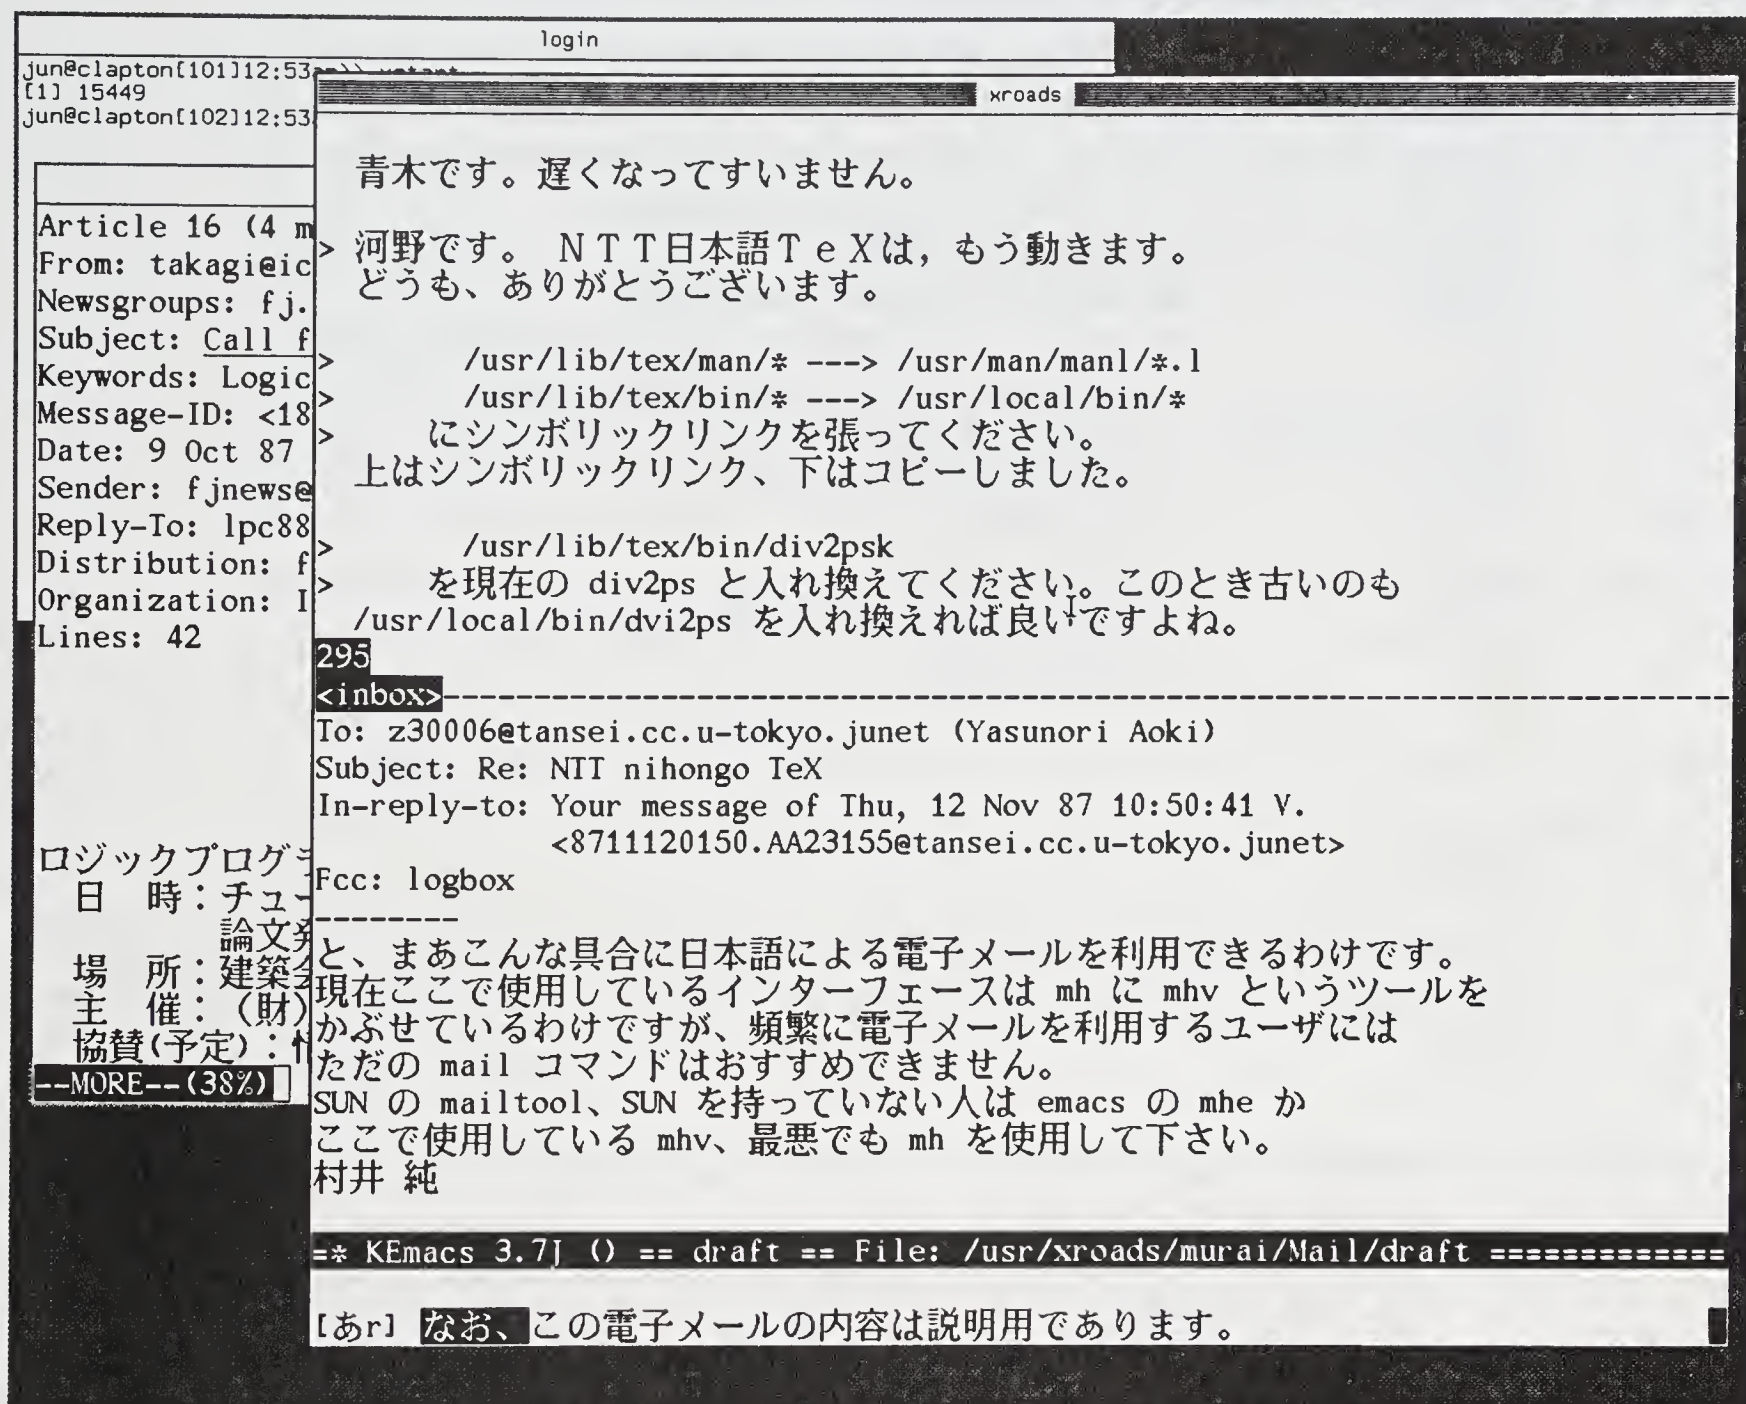 login
jun@clapton[101]12:53
[1] 15449
jun@clapton[102]12:53
Article 16 (4 m
From: takagi@ic
Newsgroups: fj.
Subject: Call f
Keywords: Logic
Message-ID: <18
Date: 9 Oct 87
Sender: fjnews@
Reply-To: lpc88
Distribution: f
Organization: I
Lines: 42
ロジックプログラ
日　時：チュー
論文発
場　所：建築会
主　催：（財）
協賛(予定)：情
--MORE--(38%)
xroads
青木です。遅くなってすいません。
> 河野です。 ＮＴＴ日本語ＴｅＸは，もう動きます。
どうも、ありがとうございます。
> /usr/lib/tex/man/* ---> /usr/man/manl/*.l
> /usr/lib/tex/bin/* ---> /usr/local/bin/*
> にシンボリックリンクを張ってください。
上はシンボリックリンク、下はコピーしました。
> /usr/lib/tex/bin/div2psk
> を現在の div2ps と入れ換えてください。このとき古いのも
/usr/local/bin/dvi2ps を入れ換えれば良いですよね。
295
<inbox>--------------------------------------------------------------
To: z30006@tansei.cc.u-tokyo.junet (Yasunori Aoki)
Subject: Re: NTT nihongo TeX
In-reply-to: Your message of Thu, 12 Nov 87 10:50:41 V.
<8711120150.AA23155@tansei.cc.u-tokyo.junet>
Fcc: logbox
--------
と、まあこんな具合に日本語による電子メールを利用できるわけです。
現在ここで使用しているインターフェースは mh に mhv というツールを
かぶせているわけですが、頻繁に電子メールを利用するユーザには
ただの mail コマンドはおすすめできません。
SUN の mailtool、SUN を持っていない人は emacs の mhe か
ここで使用している mhv、最悪でも mh を使用して下さい。
村井 純
=* KEmacs 3.7J () == draft == File: /usr/xroads/murai/Mail/draft =============
[あr] なお、この電子メールの内容は説明用であります。